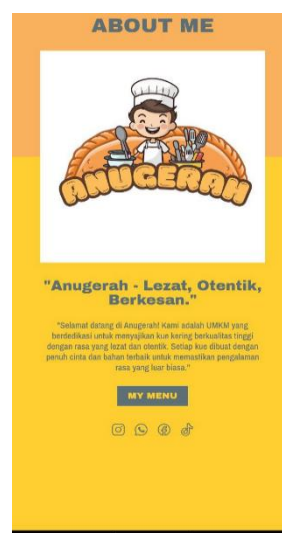 ABOUT ME
ANUGERAH
"Anugerah - Lezat, Otentik,
Berkesan."
"Selamat datang di Anugerah! Kami adalah UMKM yang
berdedikasi untuk menyajikan kue kering berkualitas tinggi
dengan rasa yang lezat dan otentik. Setiap kue dibuat dengan
penuh cinta dan bahan terbaik untuk memastikan pengalaman
rasa yang luar biasa."
MY MENU